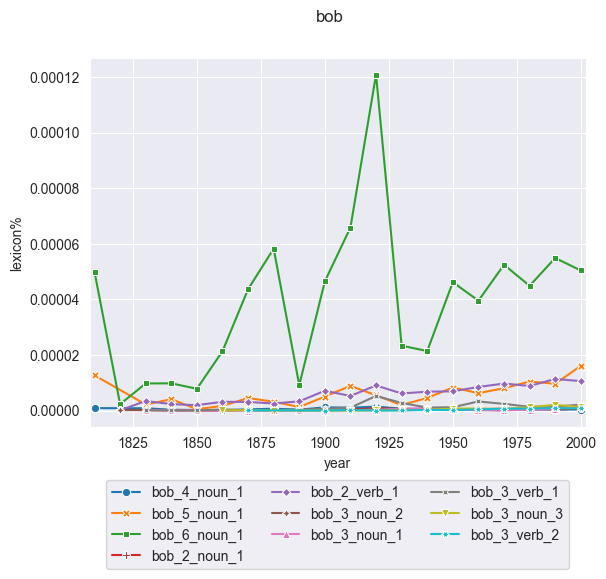 bob
0.00012
0.00010
0.00008
0.00006
0.00004
0.00002
0.00000
lexicon%
1825 1850 1875 1900 1925 1950 1975 2000
year
bob_4_noun_1 bob_2_verb_1 bob_3_verb_1
bob_5_noun_1 bob_3_noun_2 bob_3_noun_3
bob_6_noun_1 bob_3_noun_1 bob_3_verb_2
bob_2_noun_1